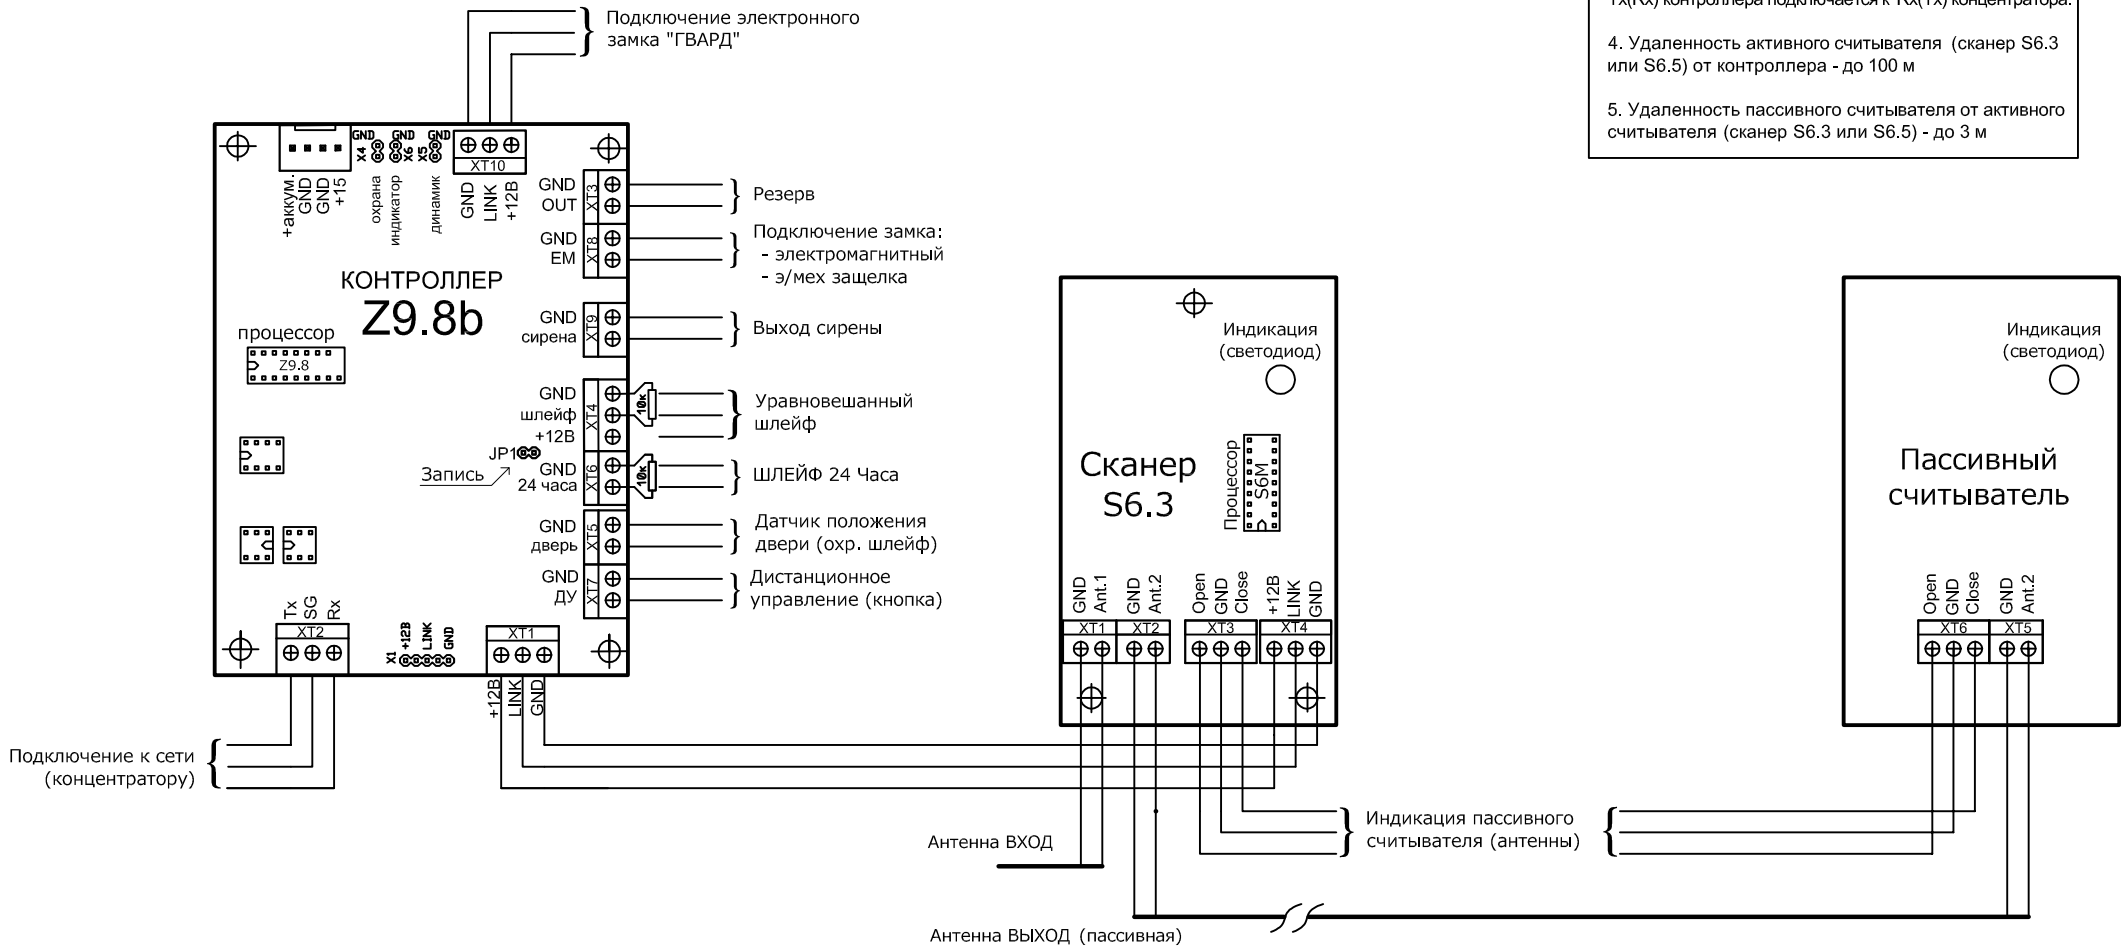 Подключение электронного
замка "ГВАРД"
Tx(Rx) контроллера подключается к Rx(Tx) концентратора.
4. Удаленность активного считывателя (сканер S6.3
или S6.5) от контроллера - до 100 м
5. Удаленность пассивного считывателя от активного
считывателя (сканер S6.3 или S6.5) - до 3 м
GND
GND
GND
X4
X6
X5
XT10
+аккум.
GND
GND
+15
охрана
индикатор
динамик
GND
LINK
+12В
GND
OUT
XT3
Резерв
GND
EM
XT8
Подключение замка:
- электромагнитный
- э/мех защелка
КОНТРОЛЛЕР
Z9.8b
процессор
Z9.8
GND
сирена
XT9
Выход сирены
GND
шлейф
+12В
XT4
10к
Уравновешанный
шлейф
JP1
Запись
GND
24 часа
XT6
10к
ШЛЕЙФ 24 Часа
GND
дверь
XT5
Датчик положения
двери (охр. шлейф)
GND
ДУ
XT7
Дистанционное
управление (кнопка)
Tx
SG
Rx
XT2
X1
+12В
LINK
GND
XT1
+12В
LINK
GND
Подключение к сети
(концентратору)
Индикация
(светодиод)
Сканер
S6.3
Процессор
S6M
GND
Ant.1
GND
Ant.2
Open
GND
Close
+12В
LINK
GND
XT1
XT2
XT3
XT4
Индикация
(светодиод)
Пассивный
считыватель
Open
GND
Close
GND
Ant.2
XT6
XT5
Антенна ВХОД
Индикация пассивного
считывателя (антенны)
Антенна ВЫХОД (пассивная)